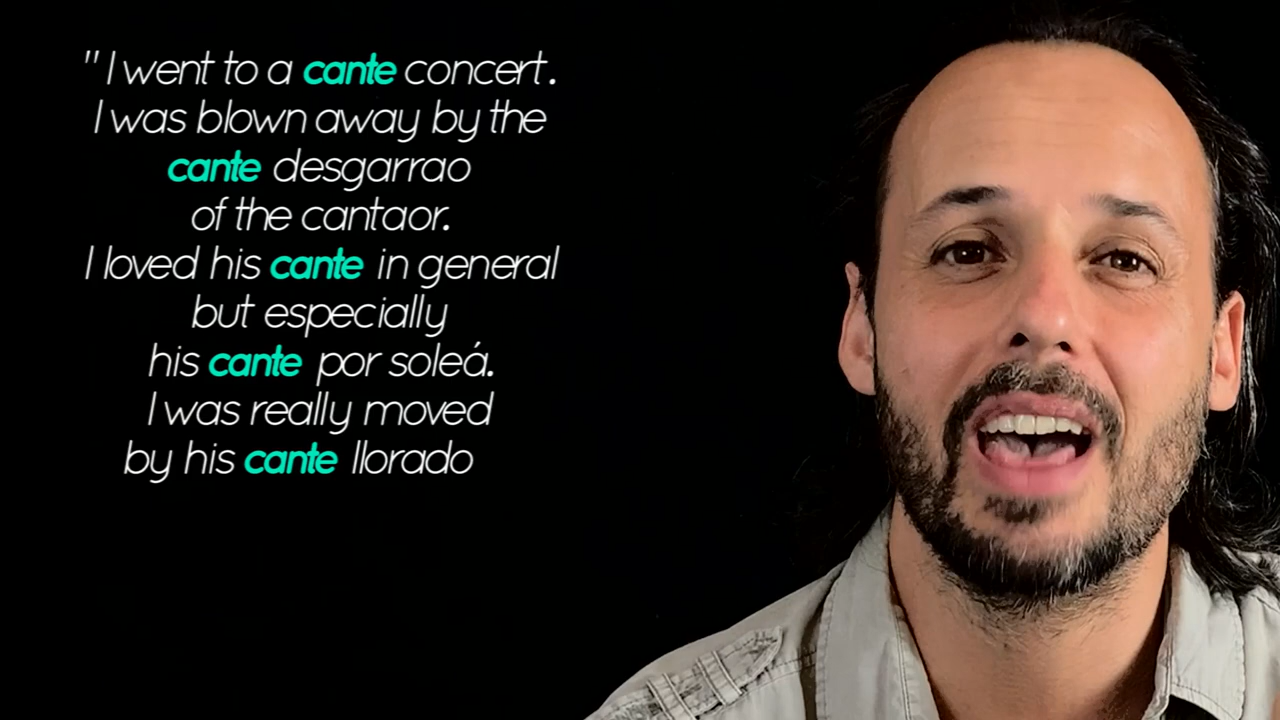 " I went to a cante concert.
I was blown away by the
cante desgarrao
of the cantaor.
I loved his cante in general
but especially
his cante por soleá.
I was really moved
by his cante llorado